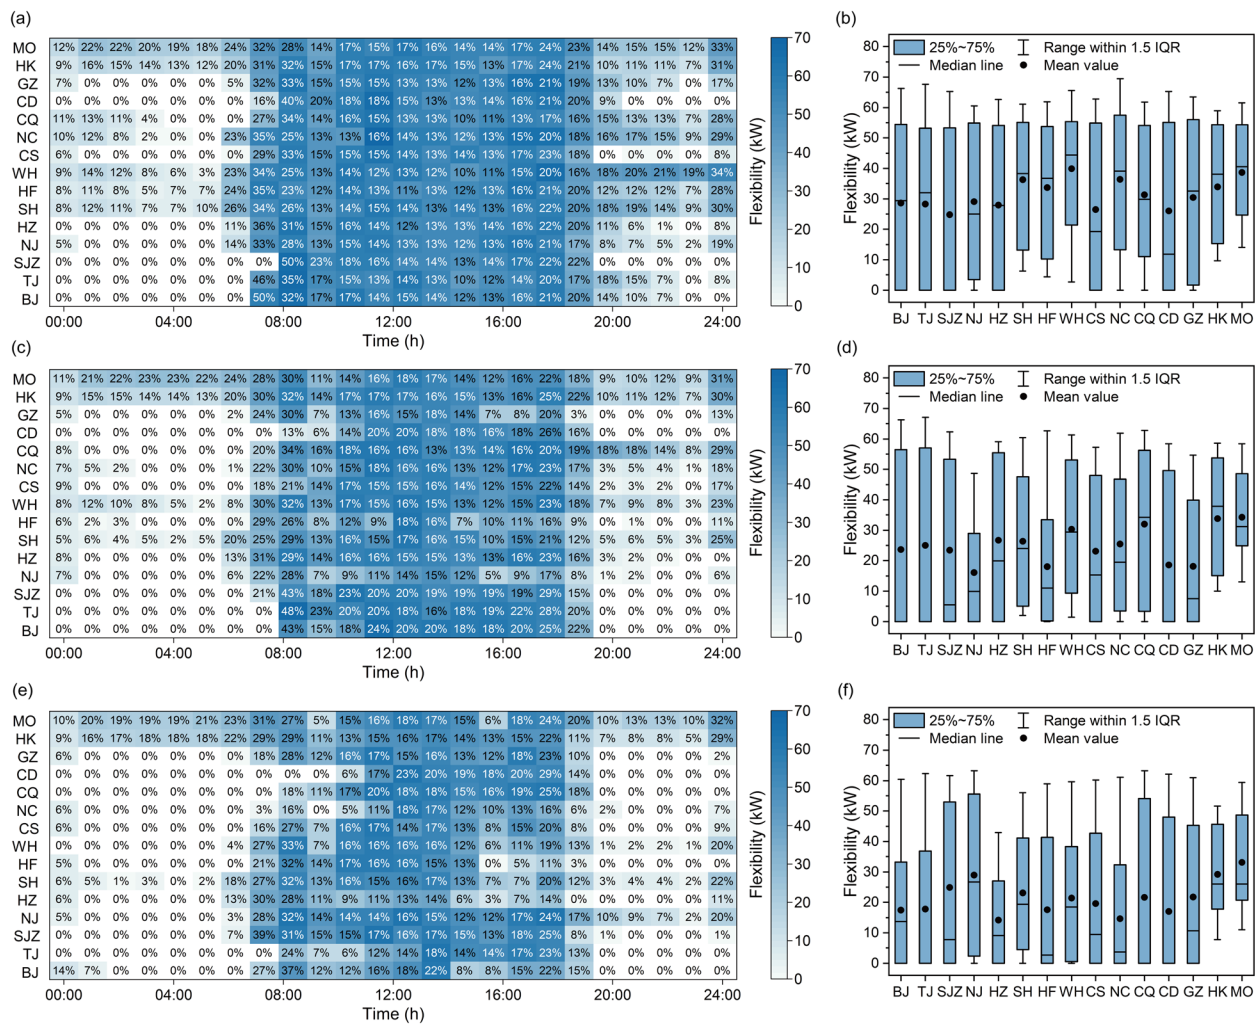 (a)
MO 12% 22% 22% 20% 19% 18% 24% 32% 28% 14% 17% 15% 17% 16% 14% 14% 17% 24% 23% 14% 15% 15% 12% 33%
HK 9% 16% 15% 14% 13% 12% 20% 31% 32% 15% 17% 17% 16% 17% 15% 13% 17% 24% 21% 10% 11% 11% 7% 31%
GZ 7% 0% 0% 0% 0% 0% 5% 33% 33% 15% 15% 15% 13% 14% 12% 13% 16% 21% 19% 13% 10% 7% 0% 17%
CD 0% 0% 0% 0% 0% 0% 0% 16% 40% 20% 18% 18% 15% 13% 13% 14% 16% 21% 20% 9% 0% 0% 0% 0%
CQ 11% 13% 11% 4% 0% 0% 0% 27% 34% 14% 16% 15% 13% 13% 10% 11% 13% 17% 16% 15% 13% 13% 7% 28%
NC 10% 12% 8% 2% 0% 0% 23% 35% 25% 13% 13% 16% 14% 12% 14% 13% 17% 20% 18% 16% 17% 15% 9% 29%
CS 6% 0% 0% 0% 0% 0% 0% 29% 33% 15% 15% 14% 13% 14% 13% 14% 17% 23% 18% 0% 0% 0% 0% 8%
WH 9% 14% 12% 8% 6% 3% 23% 34% 25% 13% 14% 12% 14% 12% 10% 11% 15% 20% 16% 18% 20% 21% 19% 34%
HF 8% 11% 8% 5% 7% 7% 24% 35% 23% 12% 14% 12% 13% 11% 13% 12% 16% 23% 20% 13% 12% 12% 7% 28%
SH 8% 12% 11% 7% 7% 10% 26% 34% 26% 13% 14% 15% 14% 13% 14% 13% 16% 22% 20% 18% 19% 14% 9% 30%
HZ 0% 0% 0% 0% 0% 0% 11% 36% 31% 15% 16% 14% 12% 13% 14% 13% 17% 21% 20% 11% 6% 1% 0% 8%
NJ 5% 0% 0% 0% 0% 0% 14% 33% 28% 13% 15% 14% 13% 14% 12% 13% 16% 21% 17% 8% 7% 5% 2% 19%
SJZ 0% 0% 0% 0% 0% 0% 0% 0% 50% 23% 18% 16% 14% 14% 13% 14% 17% 22% 22% 0% 0% 0% 0% 0%
TJ 0% 0% 0% 0% 0% 0% 0% 46% 35% 17% 15% 13% 14% 13% 10% 12% 14% 20% 17% 18% 15% 7% 0% 8%
BJ 0% 0% 0% 0% 0% 0% 0% 50% 32% 17% 17% 14% 15% 14% 12% 13% 16% 21% 20% 14% 10% 7% 0% 0%
00:00 04:00 08:00 12:00 16:00 20:00 24:00
Time (h)
70
60
50
40
30
20
10
0
Flexibility (kW)
(b)
25%~75% Range within 1.5 IQR
Median line Mean value
80
70
60
50
40
30
20
10
0
Flexibility (kW)
BJ TJ SJZ NJ HZ SH HF WH CS NC CQ CD GZ HK MO
(c)
MO 11% 21% 22% 23% 23% 22% 24% 28% 30% 11% 14% 16% 18% 17% 14% 12% 16% 22% 18% 9% 10% 12% 9% 31%
HK 9% 15% 15% 14% 14% 13% 20% 30% 32% 14% 17% 17% 16% 17% 15% 13% 16% 25% 22% 10% 11% 12% 7% 30%
GZ 5% 0% 0% 0% 0% 0% 2% 24% 30% 7% 13% 16% 15% 18% 14% 7% 8% 20% 3% 0% 0% 0% 0% 13%
CD 0% 0% 0% 0% 0% 0% 0% 0% 13% 6% 14% 20% 20% 18% 18% 16% 18% 26% 16% 0% 0% 0% 0% 0%
CQ 8% 0% 0% 0% 0% 0% 0% 20% 34% 16% 18% 16% 16% 13% 13% 14% 16% 20% 19% 18% 18% 14% 8% 29%
NC 7% 5% 2% 0% 0% 0% 1% 22% 30% 10% 15% 18% 16% 16% 16% 12% 17% 23% 17% 3% 5% 4% 1% 18%
CS 9% 0% 0% 0% 0% 0% 0% 18% 21% 14% 17% 15% 15% 15% 16% 12% 15% 22% 14% 2% 0% 0% 0% 17%
WH 8% 12% 10% 8% 5% 2% 8% 30% 32% 13% 17% 15% 16% 15% 13% 12% 15% 23% 18% 7% 9% 8% 3% 23%
HF 6% 2% 3% 0% 0% 0% 0% 29% 26% 8% 12% 9% 18% 16% 7% 10% 11% 16% 9% 0% 1% 0% 0% 11%
SH 5% 6% 4% 5% 2% 5% 20% 25% 29% 13% 16% 15% 17% 16% 15% 10% 15% 21% 12% 5% 6% 5% 3% 25%
HZ 8% 0% 0% 0% 0% 0% 13% 31% 29% 14% 16% 16% 15% 15% 15% 13% 16% 23% 16% 0% 0% 0% 0% 0%
NJ 7% 0% 0% 0% 0% 0% 6% 22% 28% 7% 9% 11% 14% 15% 12% 5% 9% 17% 8% 1% 2% 0% 0% 6%
SJZ 0% 0% 0% 0% 0% 0% 0% 21% 43% 18% 23% 20% 20% 19% 19% 19% 19% 29% 15% 0% 0% 0% 0% 0%
TJ 0% 0% 0% 0% 0% 0% 0% 0% 48% 23% 20% 20% 18% 16% 18% 19% 22% 28% 20% 0% 0% 0% 0% 0%
BJ 0% 0% 0% 0% 0% 0% 0% 0% 43% 15% 18% 24% 20% 20% 18% 18% 20% 25% 22% 0% 0% 0% 0% 0%
00:00 04:00 08:00 12:00 16:00 20:00 24:00
Time (h)
70
60
50
40
30
20
10
0
Flexibility (kW)
(d)
25%~75% Range within 1.5 IQR
Median line Mean value
80
70
60
50
40
30
20
10
0
Flexibility (kW)
BJ TJ SJZ NJ HZ SH HF WH CS NC CQ CD GZ HK MO
(e)
MO 10% 20% 19% 19% 19% 21% 23% 31% 27% 5% 15% 16% 18% 17% 15% 6% 18% 24% 20% 10% 13% 13% 10% 32%
HK 9% 16% 17% 18% 18% 18% 22% 29% 29% 11% 13% 15% 16% 17% 14% 13% 15% 22% 11% 7% 8% 8% 5% 29%
GZ 6% 0% 0% 0% 0% 0% 0% 18% 28% 12% 16% 17% 15% 16% 13% 12% 18% 23% 10% 0% 0% 0% 0% 2%
CD 0% 0% 0% 0% 0% 0% 0% 0% 0% 0% 6% 17% 23% 20% 19% 18% 20% 29% 14% 0% 0% 0% 0% 0%
CQ 0% 0% 0% 0% 0% 0% 0% 0% 18% 11% 17% 20% 18% 18% 15% 16% 19% 25% 18% 0% 0% 0% 0% 0%
NC 6% 0% 0% 0% 0% 0% 0% 3% 16% 0% 5% 11% 18% 17% 12% 10% 13% 16% 6% 2% 0% 0% 0% 7%
CS 6% 0% 0% 0% 0% 0% 0% 16% 27% 7% 16% 17% 14% 17% 13% 8% 15% 20% 8% 0% 0% 0% 0% 9%
WH 0% 0% 0% 0% 0% 0% 4% 27% 33% 7% 16% 16% 15% 16% 12% 6% 11% 19% 13% 1% 2% 2% 1% 20%
HF 5% 0% 0% 0% 0% 0% 0% 21% 32% 14% 17% 16% 16% 15% 13% 0% 5% 11% 3% 0% 0% 0% 0% 0%
SH 6% 5% 1% 3% 0% 2% 18% 27% 32% 13% 16% 15% 16% 17% 13% 7% 7% 20% 12% 3% 4% 4% 2% 22%
HZ 6% 0% 0% 0% 0% 0% 13% 30% 28% 11% 9% 11% 13% 14% 6% 3% 7% 14% 0% 0% 0% 0% 0% 11%
NJ 5% 0% 0% 0% 0% 0% 3% 28% 32% 14% 14% 14% 15% 15% 12% 12% 17% 24% 17% 10% 9% 7% 2% 20%
SJZ 0% 0% 0% 0% 0% 0% 7% 39% 31% 15% 15% 17% 16% 17% 15% 13% 18% 25% 8% 1% 0% 0% 0% 1%
TJ 0% 0% 0% 0% 0% 0% 0% 0% 24% 7% 6% 12% 14% 18% 14% 14% 17% 23% 13% 0% 0% 0% 0% 0%
BJ 14% 7% 0% 0% 0% 0% 0% 27% 37% 12% 12% 16% 18% 22% 8% 8% 15% 22% 15% 0% 0% 0% 0% 0%
00:00 04:00 08:00 12:00 16:00 20:00 24:00
Time (h)
70
60
50
40
30
20
10
0
Flexibility (kW)
(f)
25%~75% Range within 1.5 IQR
Median line Mean value
80
70
60
50
40
30
20
10
0
Flexibility (kW)
BJ TJ SJZ NJ HZ SH HF WH CS NC CQ CD GZ HK MO